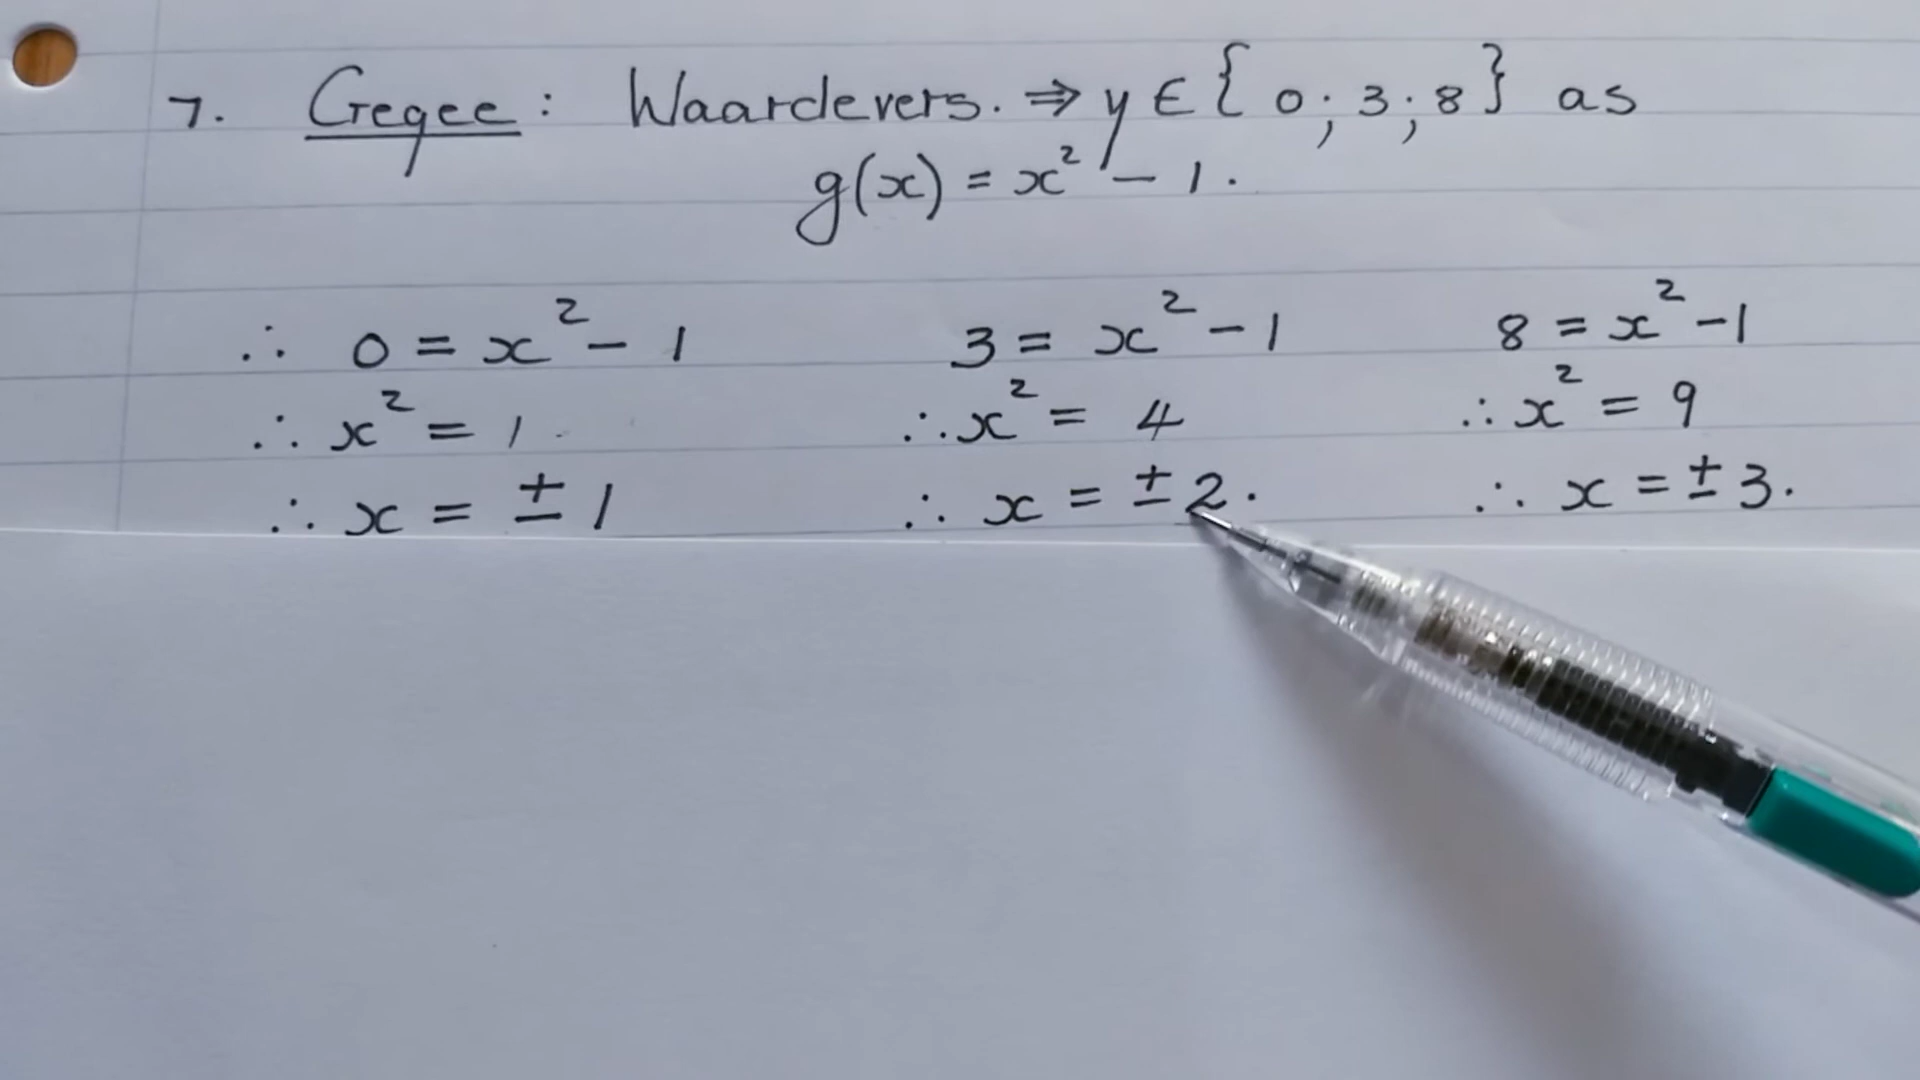 7. Gegee: Waardevers. ⇒ y ∈ {0; 3; 8} as
g(x) = x² - 1.
∴ 0 = x² - 1 3 = x² - 1 8 = x² - 1
∴ x² = 1 ∴ x² = 4 ∴ x² = 9
∴ x = ± 1 ∴ x = ± 2. ∴ x = ± 3.